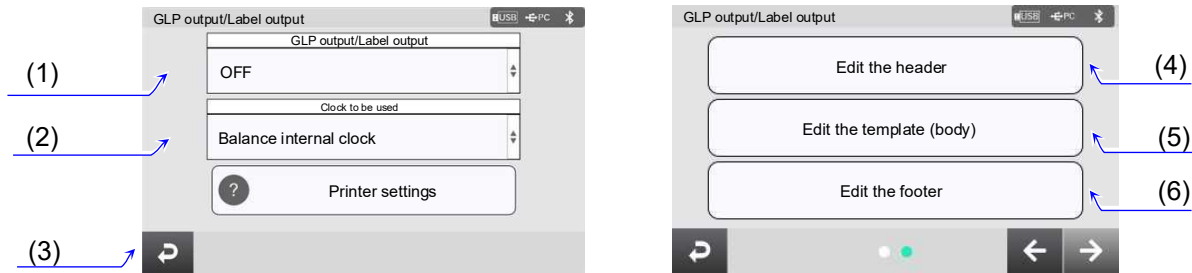 GLP output/Label output
USB PC
GLP output/Label output
(1)
OFF
Clock to be used
(2)
Balance internal clock
?
Printer settings
(3)
GLP output/Label output
USB PC
Edit the header
(4)
Edit the template (body)
(5)
Edit the footer
(6)